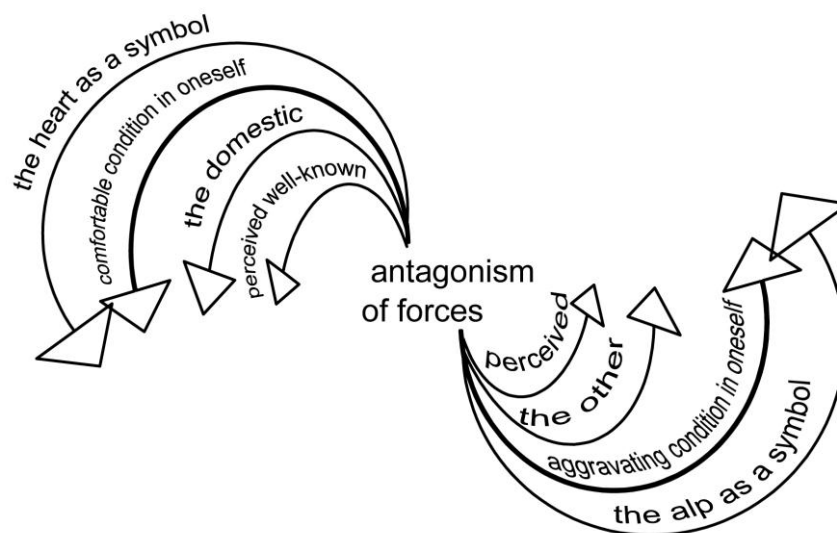 the heart as a symbol
comfortable condition in oneself
the domestic
perceived well-known
antagonism
of forces
perceived
the other
aggravating condition in oneself
the alp as a symbol